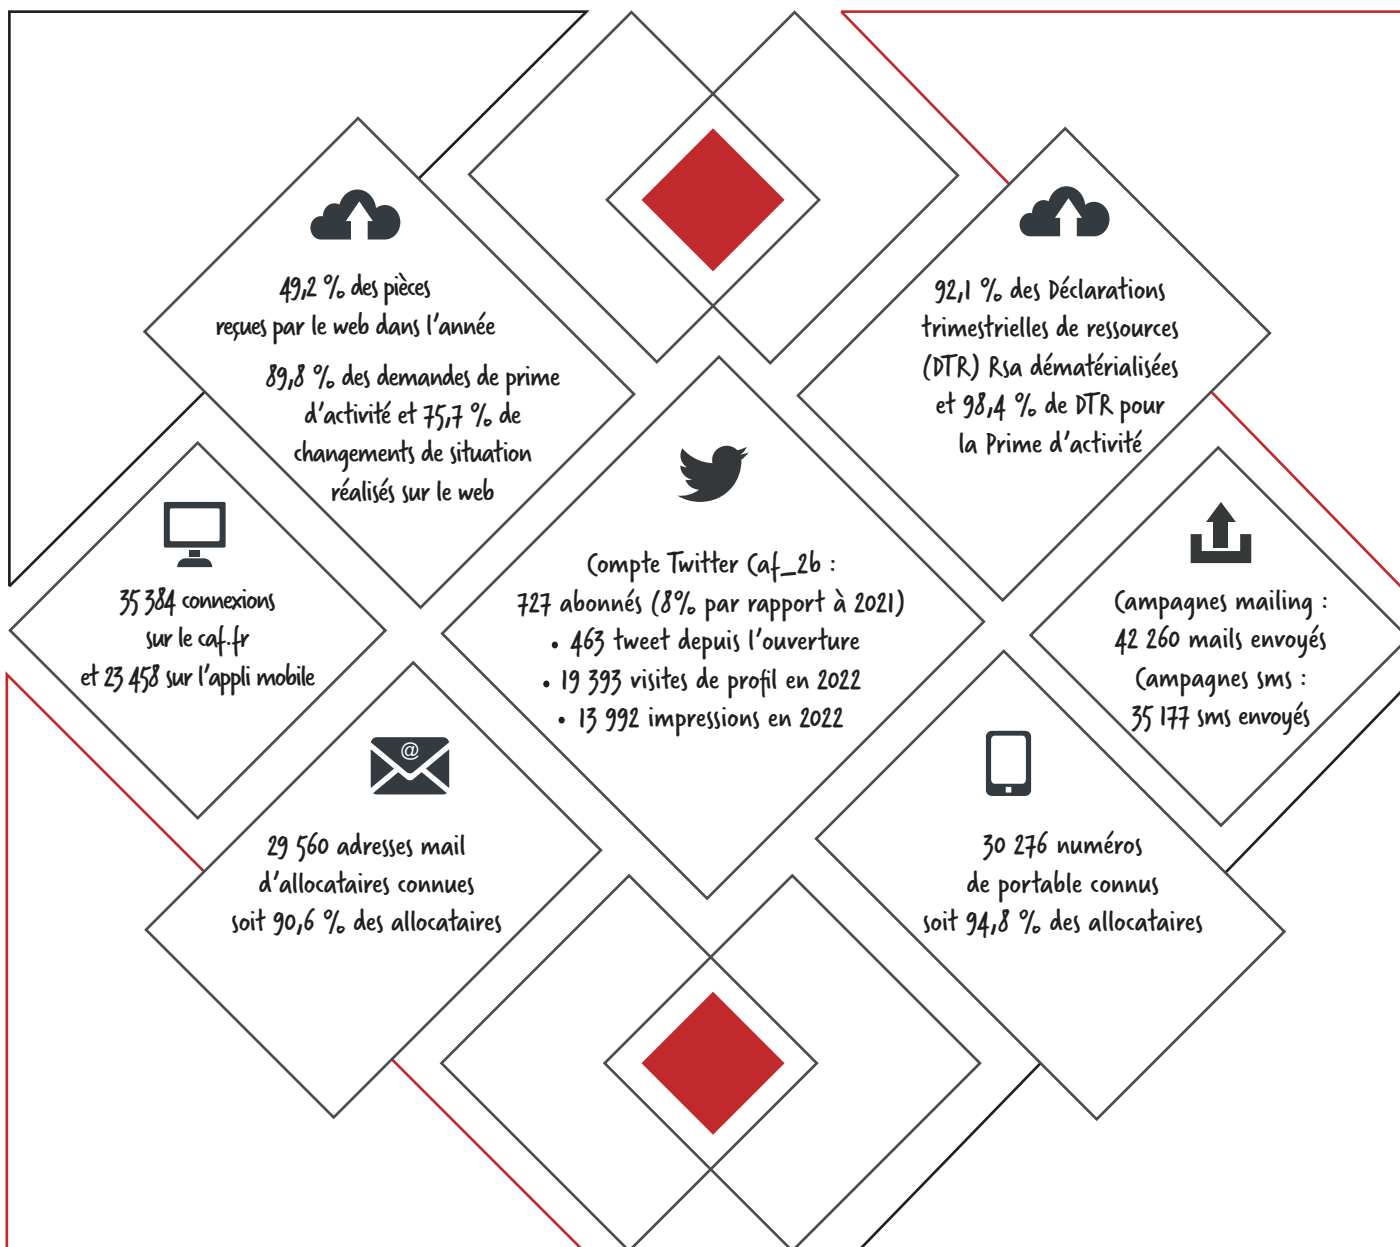 49,2 % des pièces
reçues par le web dans l'année
89,8 % des demandes de prime
d'activité et 75,7 % de
changements de situation
réalisés sur le web
92,1 % des Déclarations
trimestrielles de ressources
(DTR) Rsa dématérialisées
et 98,4 % de DTR pour
la Prime d'activité
35 384 connexions
sur le caf.fr
et 23 458 sur l'appli mobile
Compte Twitter Caf_2b :
727 abonnés (8% par rapport à 2021)
• 463 tweet depuis l'ouverture
• 19 393 visites de profil en 2022
• 13 992 impressions en 2022
Campagnes mailing :
42 260 mails envoyés
Campagnes sms :
35 177 sms envoyés
@
29 560 adresses mail
d'allocataires connues
soit 90,6 % des allocataires
30 276 numéros
de portable connus
soit 94,8 % des allocataires